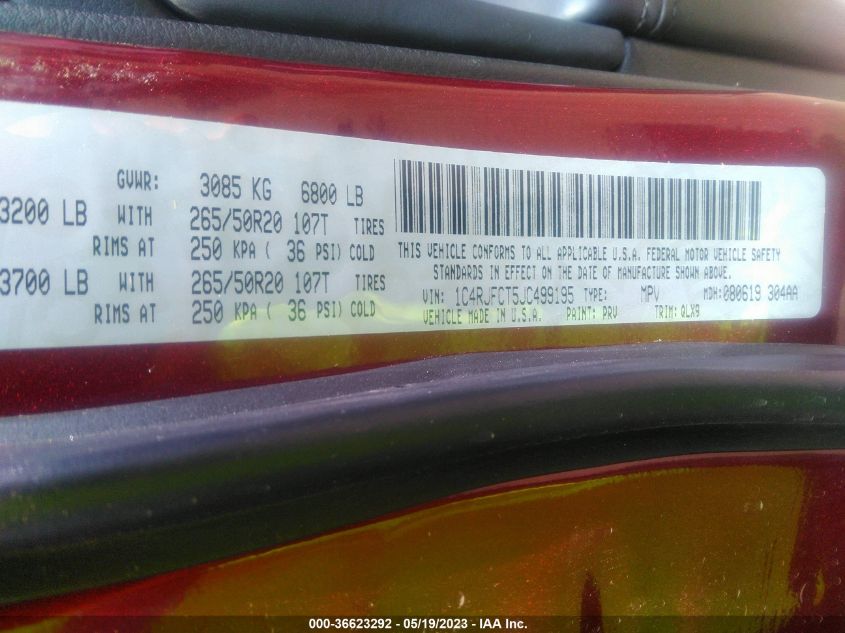 GVWR: 3085 KG 6800 LB
3200 LB WITH 265/50R20 107T TIRES
RIMS AT 250 KPA ( 36 PSI) COLD
3700 LB WITH 265/50R20 107T TIRES
RIMS AT 250 KPA ( 36 PSI) COLD
THIS VEHICLE CONFORMS TO ALL APPLICABLE U.S.A. FEDERAL MOTOR VEHICLE SAFETY
STANDARDS IN EFFECT ON THE DATE OF MANUFACTURE SHOWN ABOVE.
VIN: 1C4RJFCT5JC499195 TYPE: MPV MDH:080619 304AA
VEHICLE MADE IN U.S.A. PAINT: PRV TRIM: QLX9
000-36623292 - 05/19/2023 - IAA Inc.